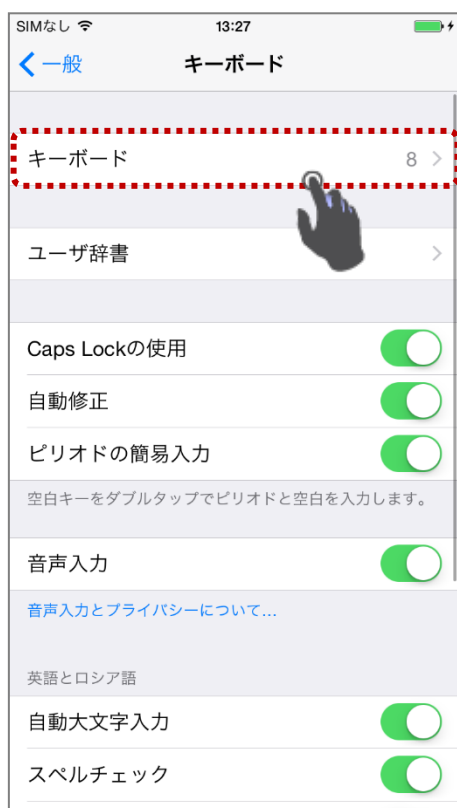 SIMなし 13:27
一般 キーボード
キーボード 8
ユーザ辞書
Caps Lockの使用
自動修正
ピリオドの簡易入力
空白キーをダブルタップでピリオドと空白を入力します。
音声入力
音声入力とプライバシーについて...
英語とロシア語
自動大文字入力
スペルチェック